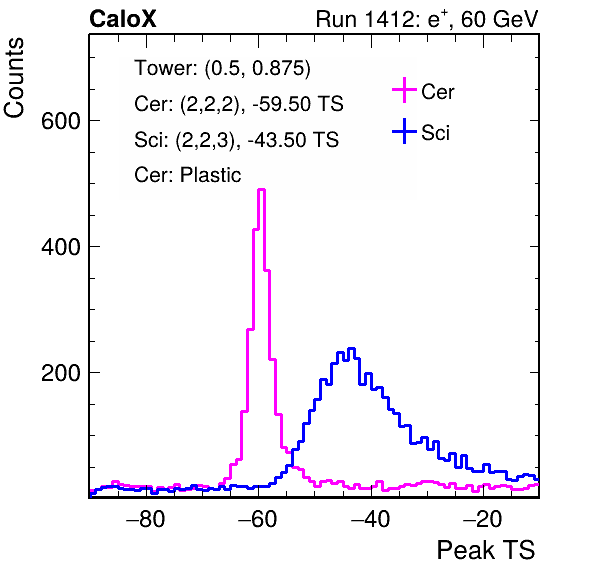 CaloX Run 1412: e⁺, 60 GeV
Tower: (0.5, 0.875)
Cer: (2,2,2), -59.50 TS
Sci: (2,2,3), -43.50 TS
Cer: Plastic
Cer
Sci
Counts
600
400
200
−80 −60 −40 −20
Peak TS